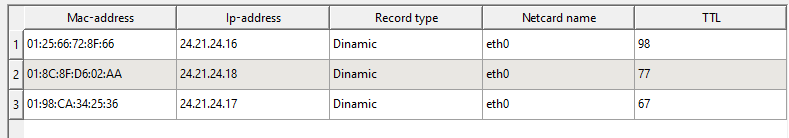 Mac-address Ip-address Record type Netcard name TTL
1 01:25:66:72:8F:66 24.21.24.16 Dinamic eth0 98
2 01:8C:8F:D6:02:AA 24.21.24.18 Dinamic eth0 77
3 01:98:CA:34:25:36 24.21.24.17 Dinamic eth0 67